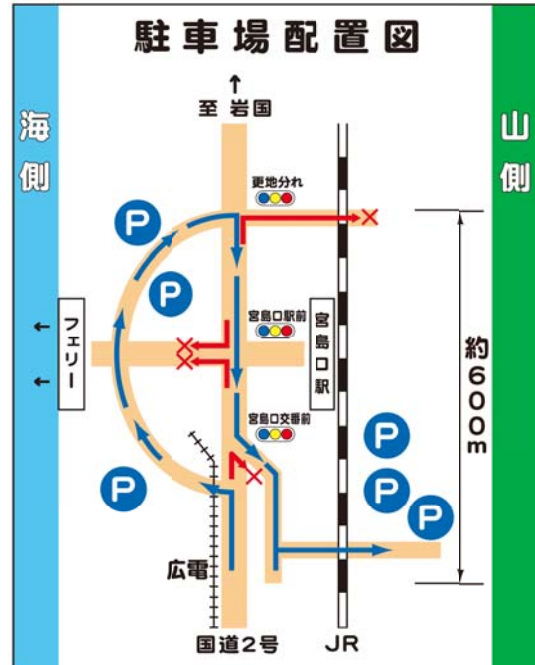 駐車場配置図
↑
至 岩国
海側
山側
更地分れ
P
P
フェリー
←
←
宮島口駅前
宮島口駅
約600m
宮島口交番前
P
P
P
P
広電
国道2号
JR